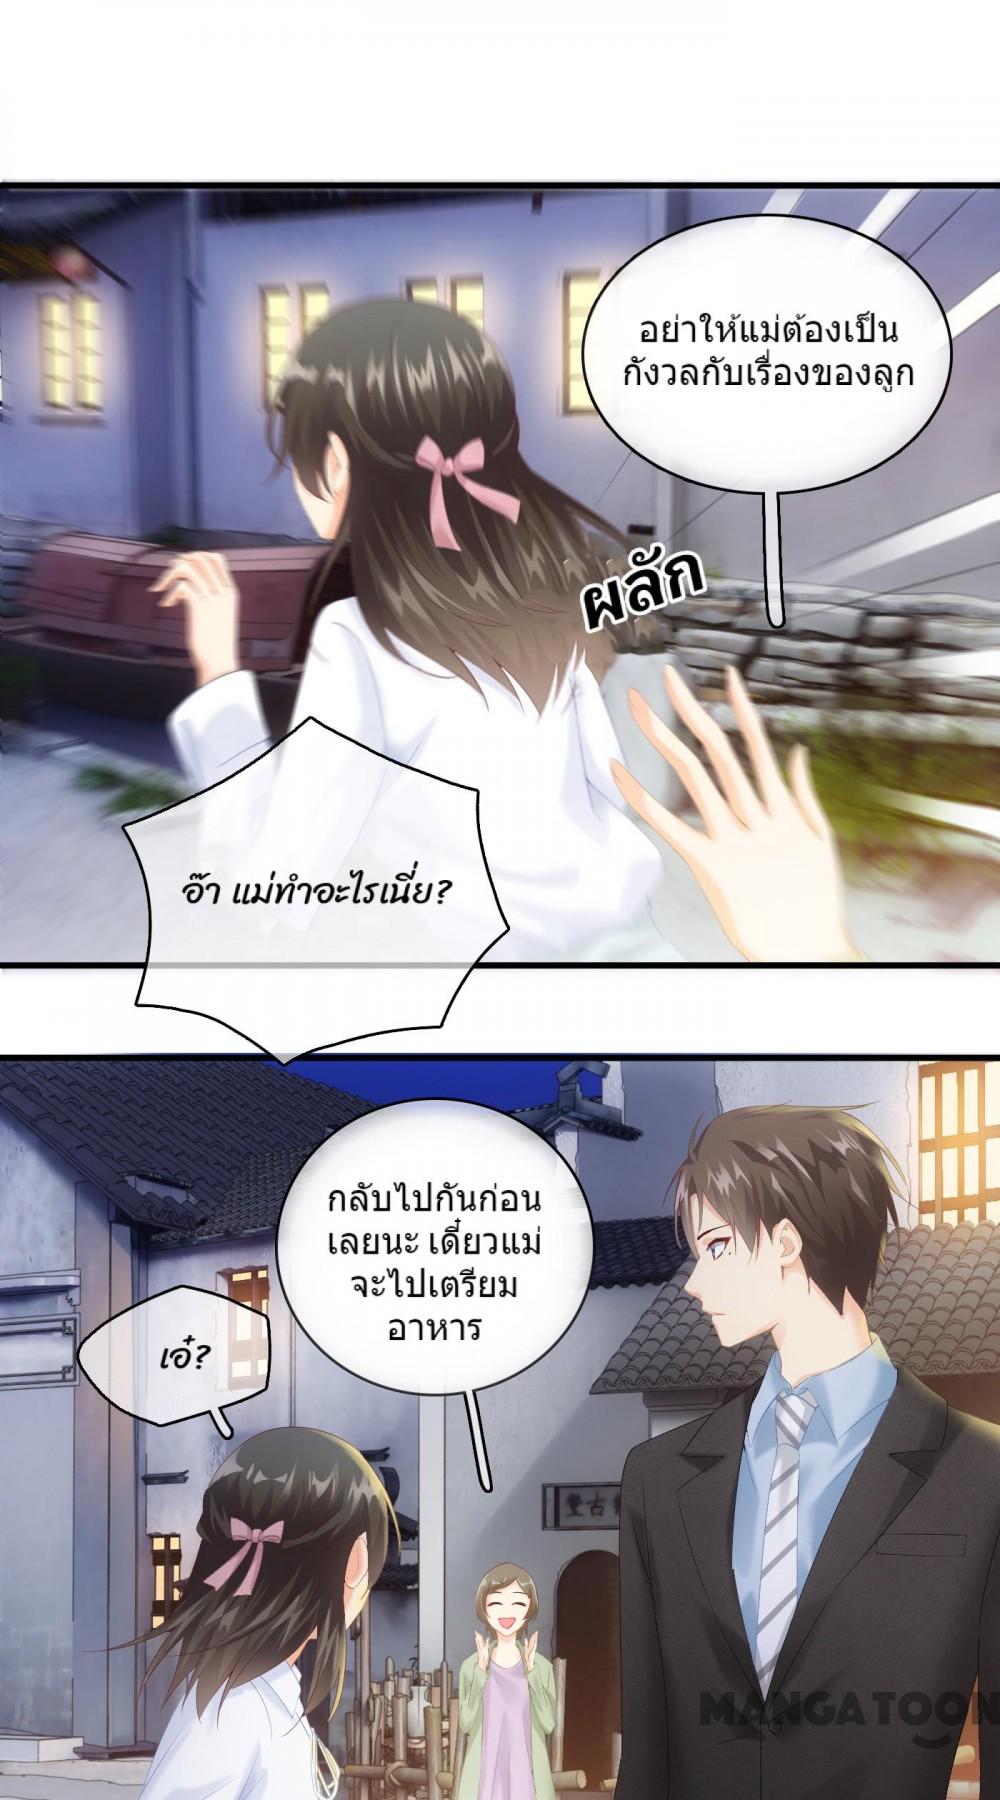 อย่าให้แม่ต้องเป็น
กังวลกับเรื่องของลูก
ผลัก
อ๊า แม่ทำอะไรเนี่ย?
กลับไปกันก่อน
เลยนะ เดี๋ยวแม่
จะไปเตรียม
อาหาร
เอ๋?
MANGATOON